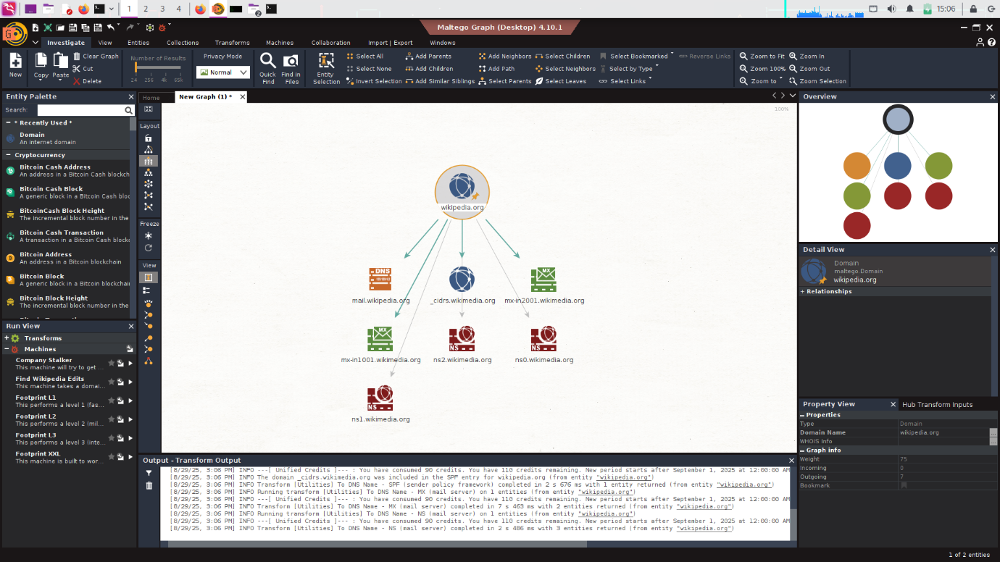 1 2 3 4 2 15:06
Maltego Graph (Desktop) 4.10.1
Investigate View Entities Collections Transforms Machines Collaboration Import | Export Windows
New
Copy Paste
Clear Graph
Cut
Delete
Number of Results
24 256 4k 65k
Privacy Mode
Normal
Quick Find
Find in Files
Entity Selection
Select All
Select None
Invert Selection
Add Parents
Add Children
Add Similar Siblings
Add Neighbors
Add Path
Select Parents
Select Children
Select Neighbors
Select Leaves
Select Bookmarked
Select by Type
Select Links
Reverse Links
Zoom to Fit
Zoom 100%
Zoom to
Zoom In
Zoom Out
Zoom Selection
Entity Palette
Search:
* Recently Used *
Domain
An internet domain
Cryptocurrency
Bitcoin Cash Address
An address in a Bitcoin Cash blockch
Bitcoin Cash Block
A generic block in a Bitcoin Cash bloc
BitcoinCash Block Height
The incremental block number in the
Bitcoin Cash Transaction
A transaction in a Bitcoin Cash blockc
Bitcoin Address
An address in a Bitcoin blockchain
Bitcoin Block
A generic block in a Bitcoin blockchai
Bitcoin Block Height
The incremental block number in the
Run View
Transforms
Machines
Company Stalker
This machine will try to get ...
Find Wikipedia Edits
This machine takes a domai...
Footprint L1
This performs a level 1 (fas...
Footprint L2
This performs a level 2 (mil...
Footprint L3
This performs a level 3 (inte...
Footprint XXL
This machine is built to wor...
Home New Graph (1) *
Layout
Freeze
View
100%
wikipedia.org
DNS
MX
mail.wikipedia.org
_cidrs.wikimedia.org
mx-in2001.wikimedia.org
MX
NS
NS
mx-in1001.wikimedia.org
ns2.wikimedia.org
ns0.wikimedia.org
NS
ns1.wikimedia.org
Output - Transform Output
[8/29/25, 3:06 PM] INFO ---[ Unified Credits ]--- : You have consumed 90 credits. You have 110 credits remaining. New period starts after September 1, 2025 at 12:00:00 AM
[8/29/25, 3:06 PM] INFO The domain _cidrs.wikimedia.org was included in the SPF entry for wikipedia.org (from entity "wikipedia.org")
[8/29/25, 3:06 PM] INFO Transform [Utilities] To DNS Name - SPF (sender policy framework) completed in 2 s 676 ms with 1 entity returned (from entity "wikipedia.org")
[8/29/25, 3:06 PM] INFO Running transform [Utilities] To DNS Name - MX (mail server) on 1 entities (from entity "wikipedia.org")
[8/29/25, 3:06 PM] INFO ---[ Unified Credits ]--- : You have consumed 90 credits. You have 110 credits remaining. New period starts after September 1, 2025 at 12:00:00 AM
[8/29/25, 3:06 PM] INFO Transform [Utilities] To DNS Name - MX (mail server) completed in 7 s 463 ms with 2 entities returned (from entity "wikipedia.org")
[8/29/25, 3:06 PM] INFO Running transform [Utilities] To DNS Name - NS (mail server) on 1 entities (from entity "wikipedia.org")
[8/29/25, 3:06 PM] INFO ---[ Unified Credits ]--- : You have consumed 90 credits. You have 110 credits remaining. New period starts after September 1, 2025 at 12:00:00 AM
[8/29/25, 3:06 PM] INFO Transform [Utilities] To DNS Name - NS (mail server) completed in 2 s 486 ms with 3 entities returned (from entity "wikipedia.org")
Overview
Detail View
Domain
maltego.Domain
wikipedia.org
+ Relationships
Property View Hub Transform Inputs
Properties
Type Domain
Domain Name wikipedia.org
WHOIS Info
Graph info
Weight 75
Incoming 0
Outgoing 7
Bookmark
1 of 2 entities